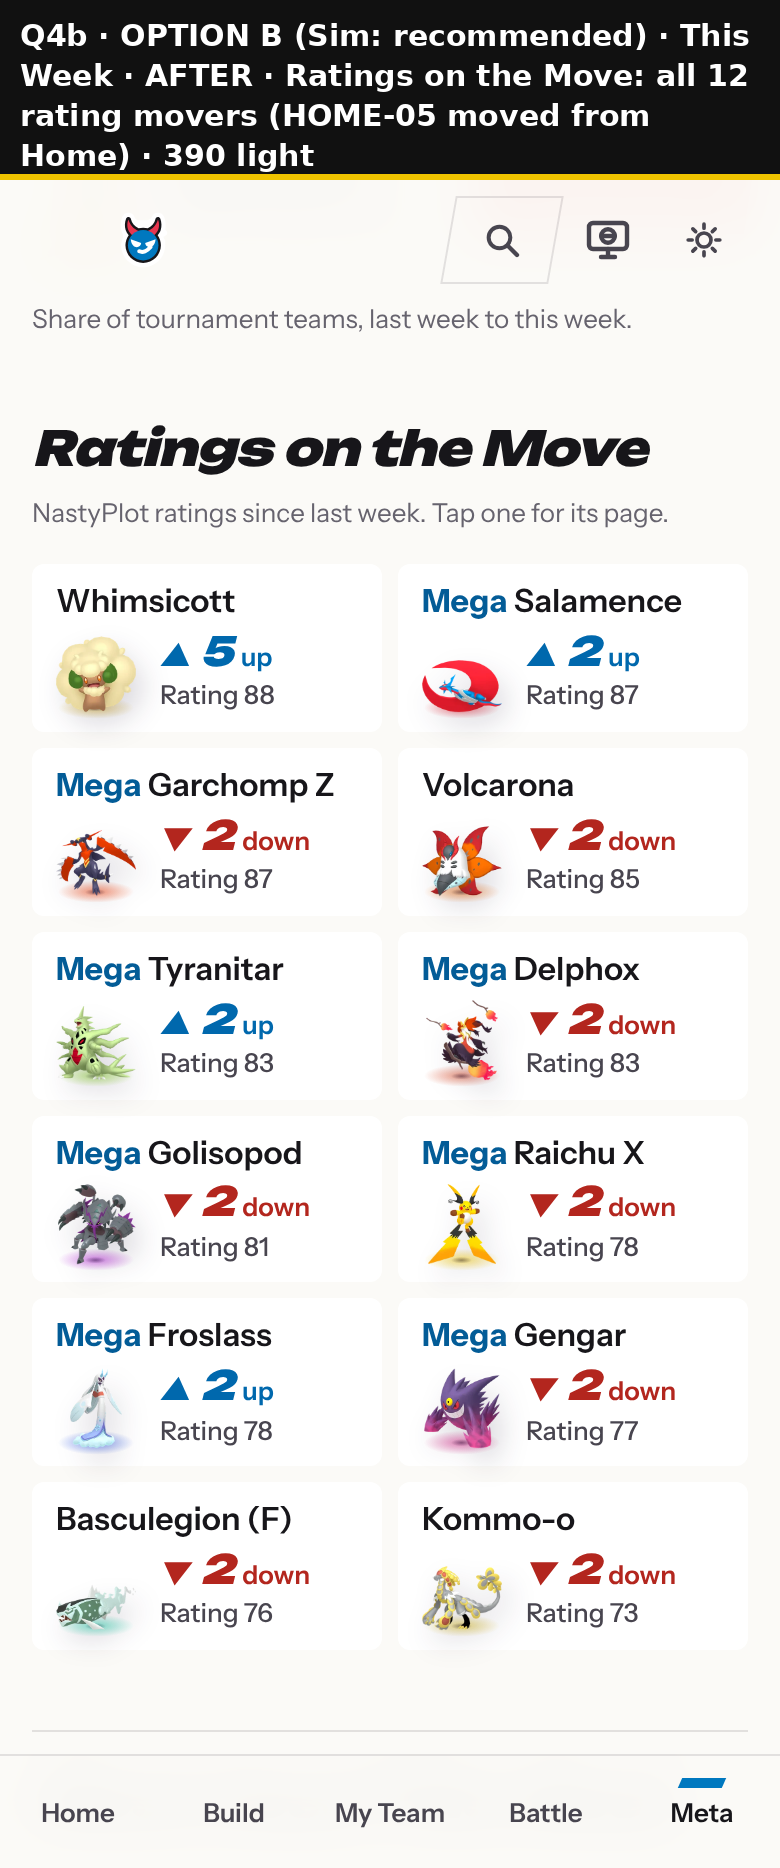 Q4b · OPTION B (Sim: recommended) · This
Week · AFTER · Ratings on the Move: all 12
rating movers (HOME-05 moved from
Home) · 390 light
Share of tournament teams, last week to this week.
Ratings on the Move
NastyPlot ratings since last week. Tap one for its page.
Whimsicott
▲ 5 up
Rating 88
Mega Salamence
▲ 2 up
Rating 87
Mega Garchomp Z
▼ 2 down
Rating 87
Volcarona
▼ 2 down
Rating 85
Mega Tyranitar
▲ 2 up
Rating 83
Mega Delphox
▼ 2 down
Rating 83
Mega Golisopod
▼ 2 down
Rating 81
Mega Raichu X
▼ 2 down
Rating 78
Mega Froslass
▲ 2 up
Rating 78
Mega Gengar
▼ 2 down
Rating 77
Basculegion (F)
▼ 2 down
Rating 76
Kommo-o
▼ 2 down
Rating 73
Home
Build
My Team
Battle
Meta